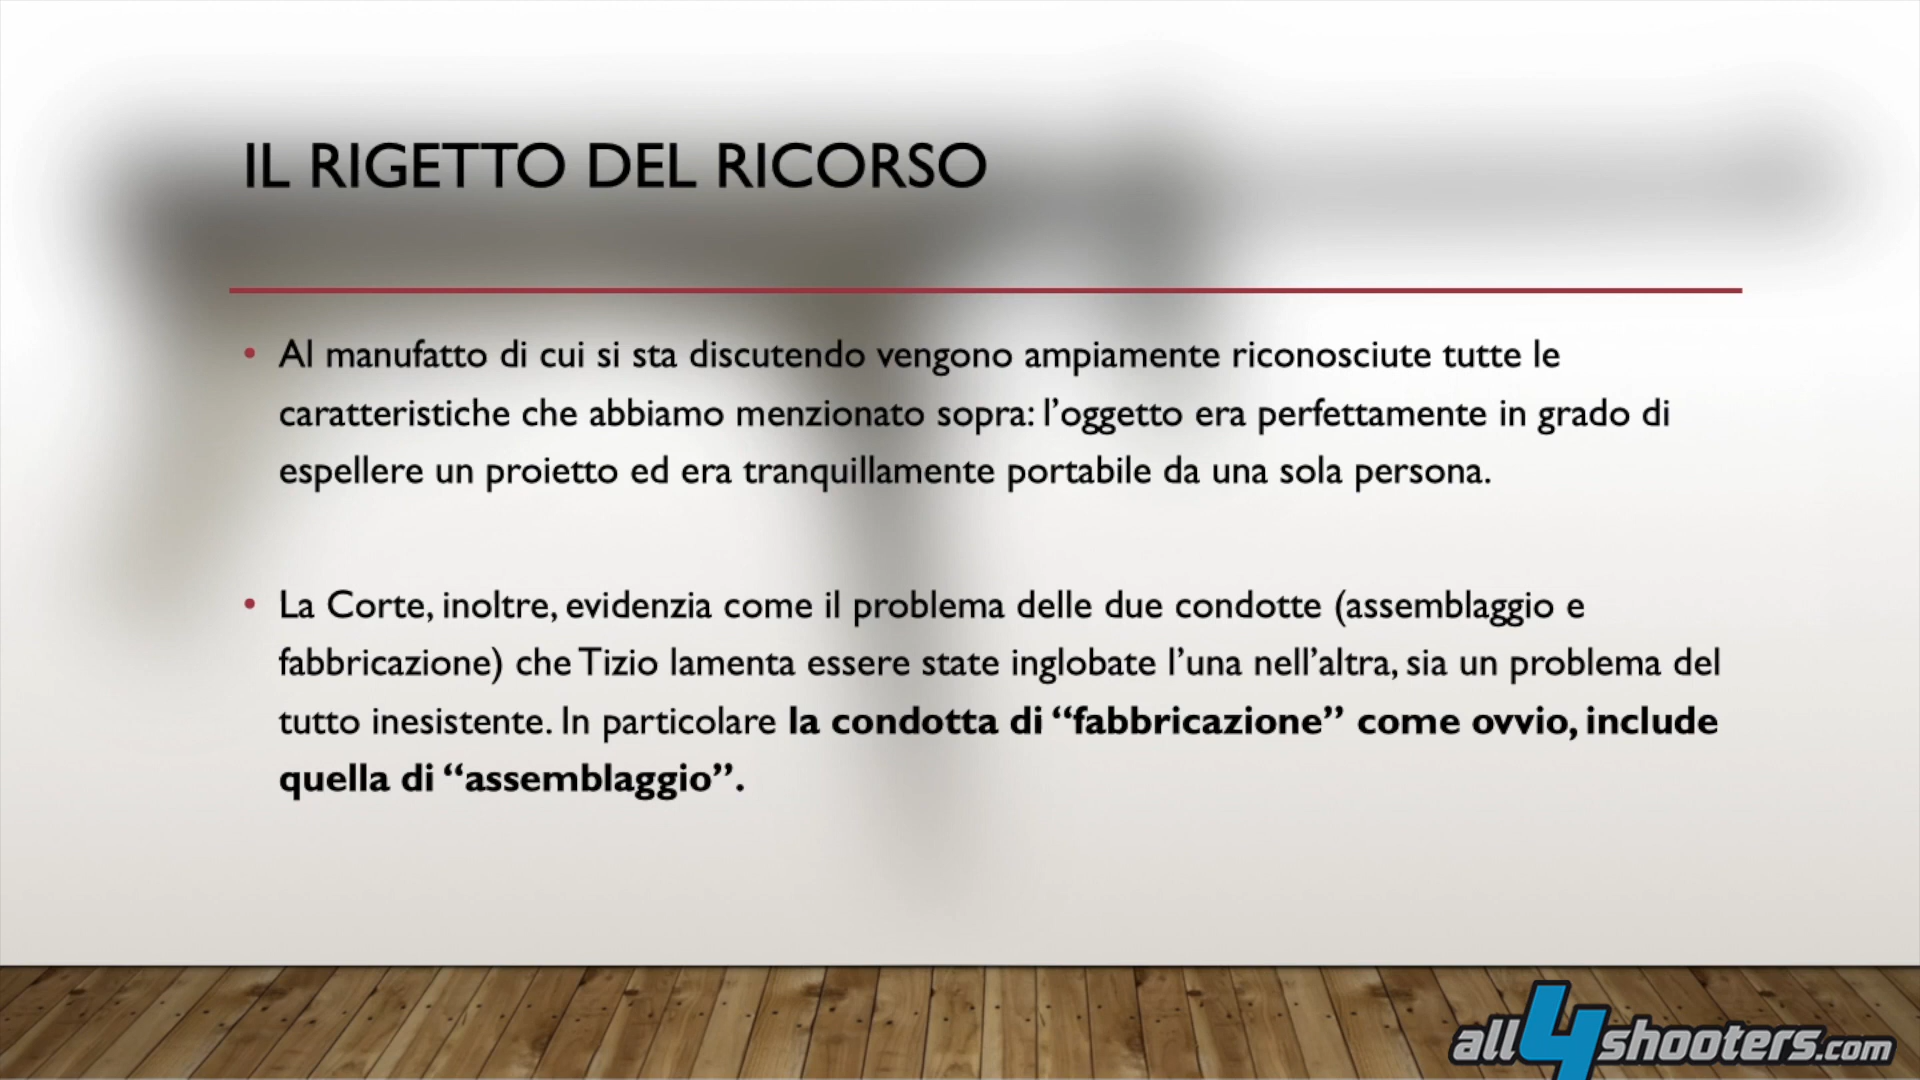 IL RIGETTO DEL RICORSO
• Al manufatto di cui si sta discutendo vengono ampiamente riconosciute tutte le
caratteristiche che abbiamo menzionato sopra: l’oggetto era perfettamente in grado di
espellere un proietto ed era tranquillamente portabile da una sola persona.
• La Corte, inoltre, evidenzia come il problema delle due condotte (assemblaggio e
fabbricazione) che Tizio lamenta essere state inglobate l’una nell’altra, sia un problema del
tutto inesistente. In particolare la condotta di “fabbricazione” come ovvio, include
quella di “assemblaggio”.
all4shooters.com